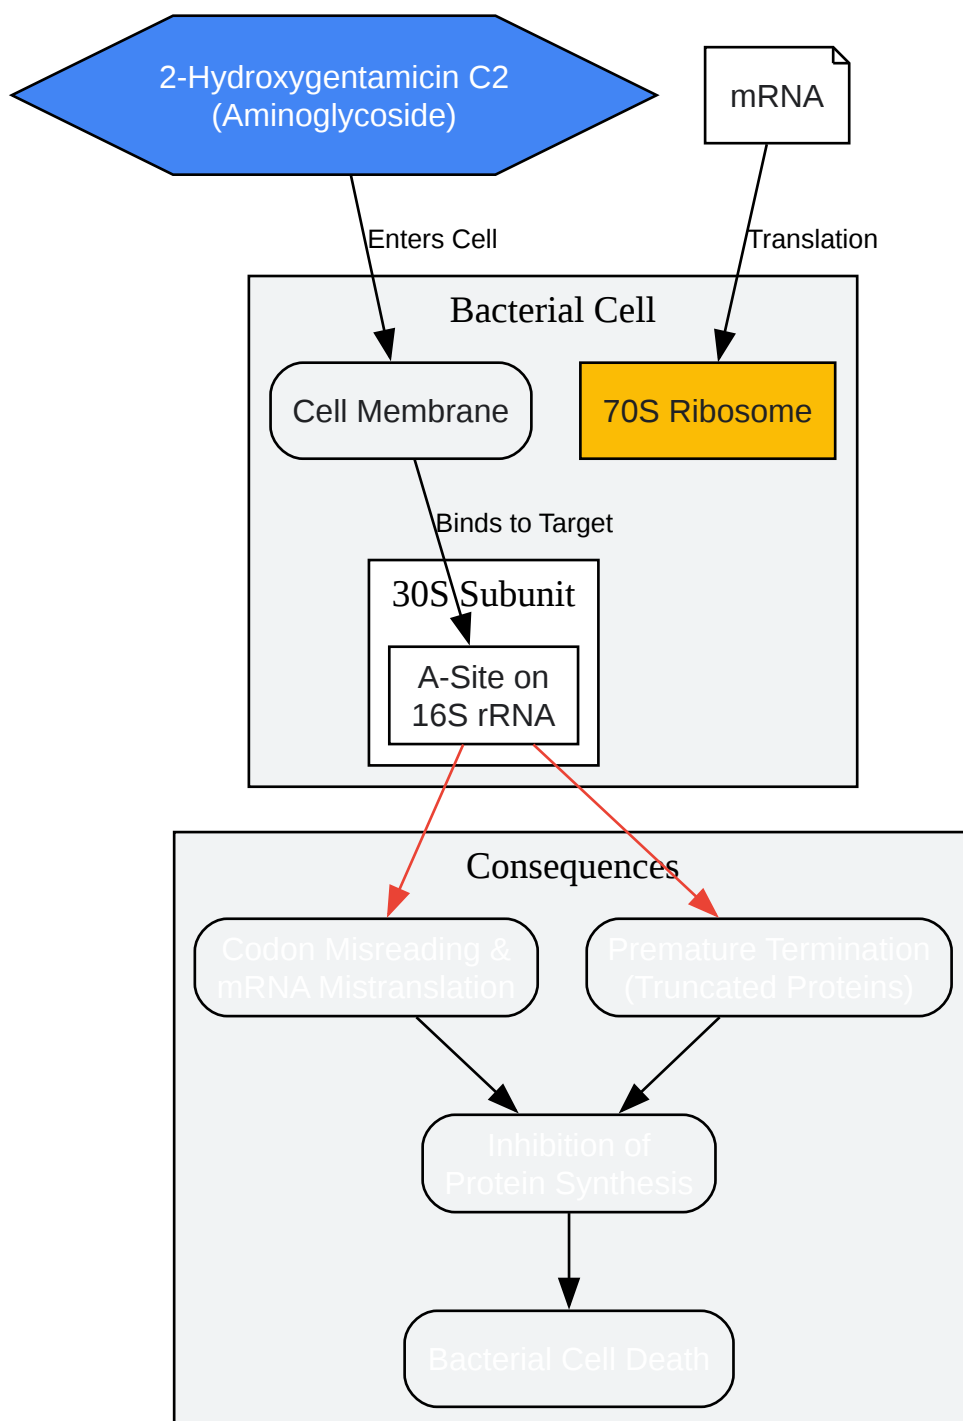 2-Hydroxygentamicin C2
(Aminoglycoside)
mRNA
Enters Cell
Translation
Bacterial Cell
Cell Membrane
70S Ribosome
Binds to Target
30S Subunit
A-Site on
16S rRNA
Consequences
Codon Misreading &
mRNA Mistranslation
Premature Termination
(Truncated Proteins)
Inhibition of
Protein Synthesis
Bacterial Cell Death